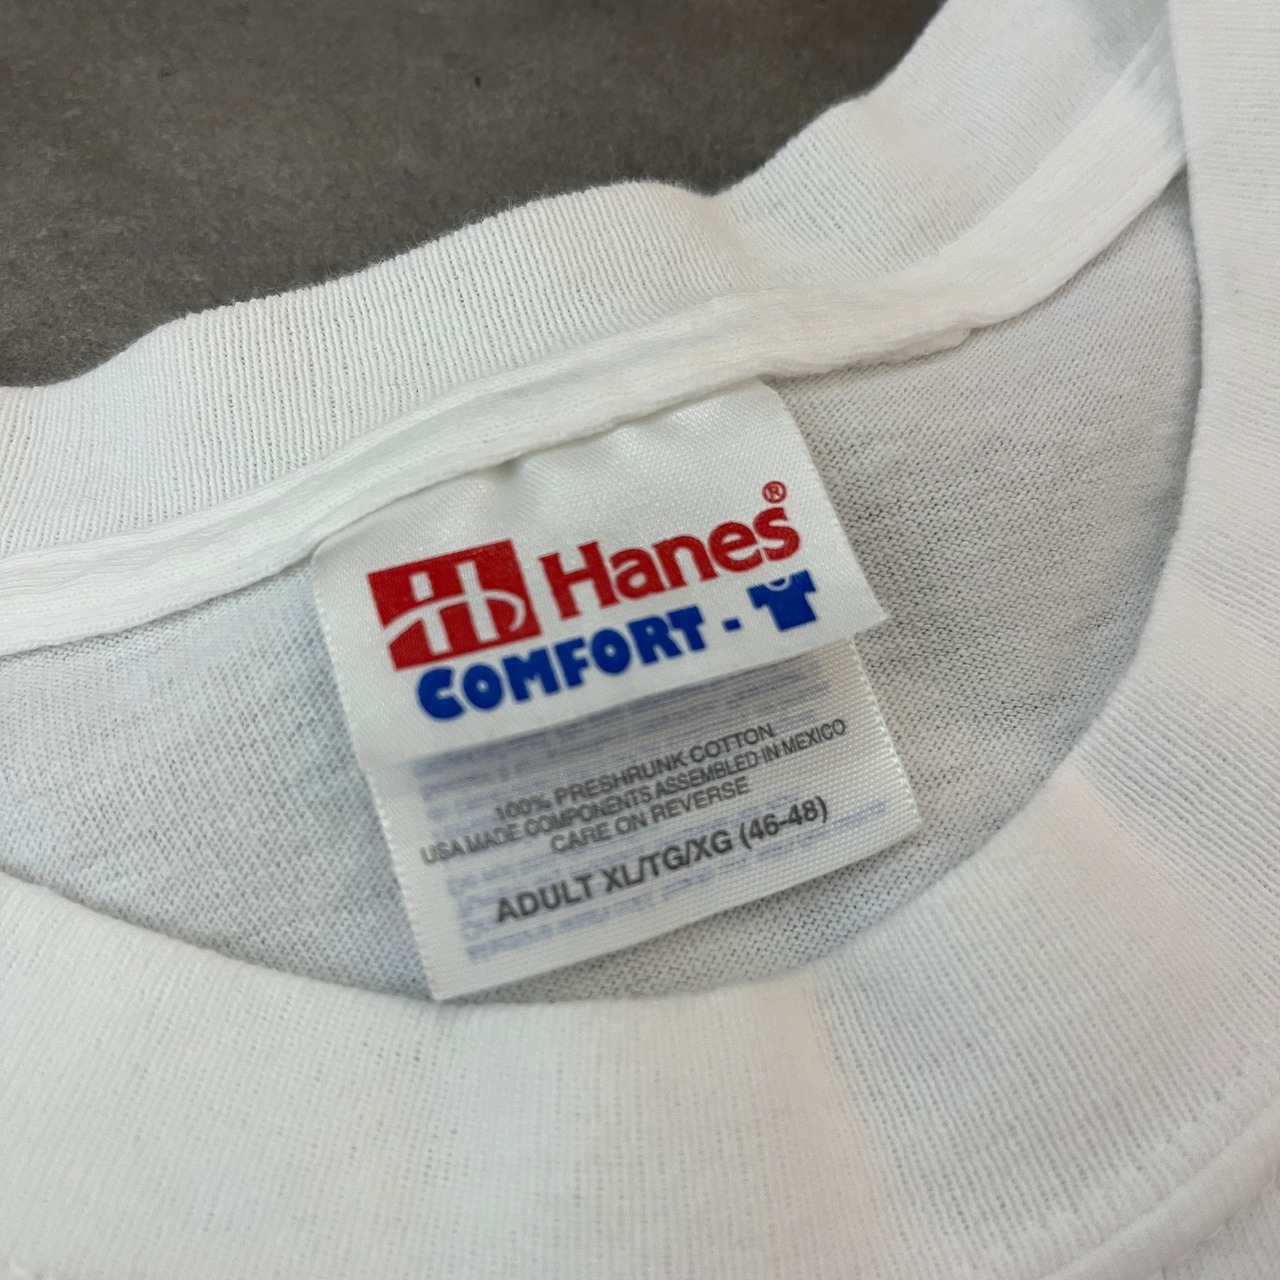 Hanes®
COMFORT -
100% PRESHRUNK COTTON
USA MADE COMPONENTS ASSEMBLED IN MEXICO
CARE ON REVERSE
ADULT XL/TG/XG (46-48)